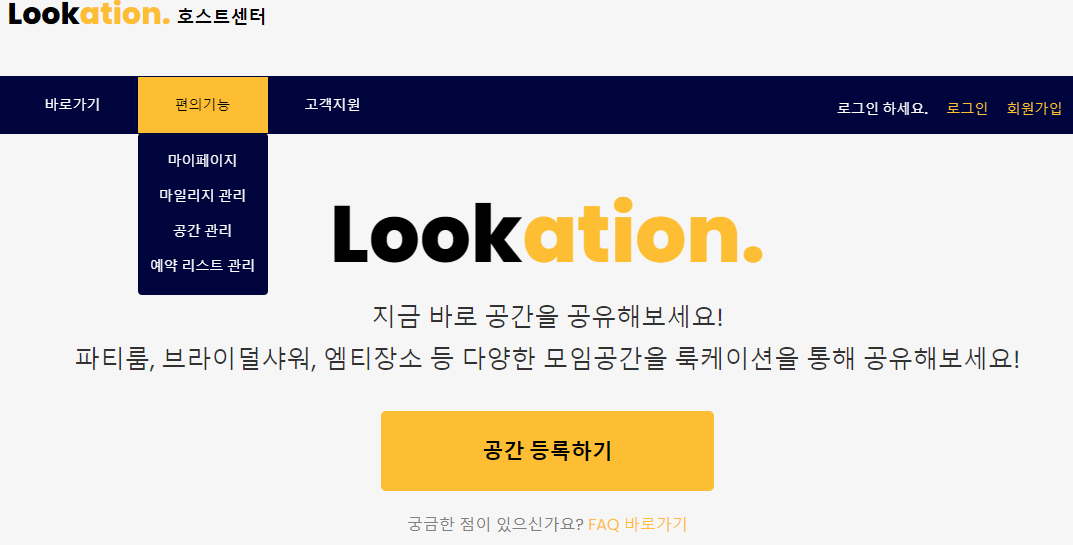 Lookation. 호스트센터
바로가기 편의기능 고객지원 로그인 하세요. 로그인 회원가입
마이페이지
마일리지 관리
공간 관리
예약 리스트 관리
Lookation.
지금 바로 공간을 공유해보세요!
파티룸, 브라이덜샤워, 엠티장소 등 다양한 모임공간을 룩케이션을 통해 공유해보세요!
공간 등록하기
궁금한 점이 있으신가요? FAQ 바로가기